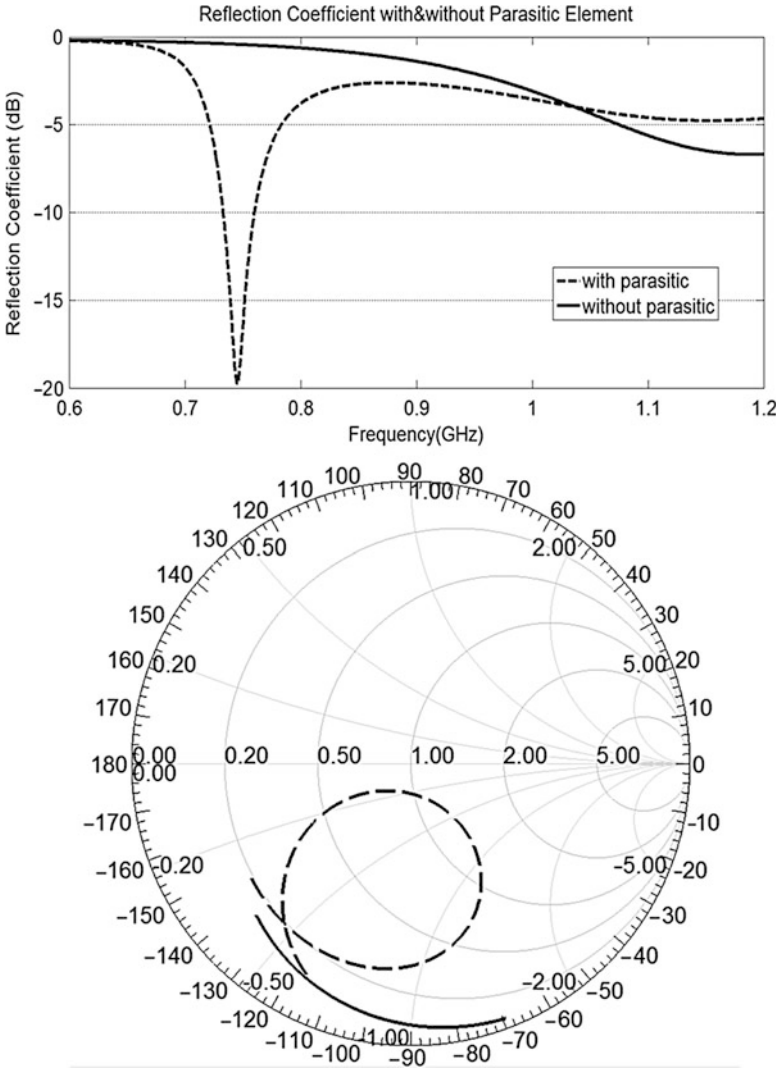 Reflection Coefficient with&without Parasitic Element
Reflection Coefficient (dB)
0
−5
−10
−15
−20
with parasitic
without parasitic
0.6 0.7 0.8 0.9 1 1.1 1.2
Frequency(GHz)
90
100 80
110 1.00 70
120 60
130 0.50 2.00 50
140 40
150 30
160 0.20 5.00 20
170 10
180 0.00 0.20 0.50 1.00 2.00 5.00 0
0.00
−170 −10
−160 −0.20 −5.00 −20
−150 −30
−140 −40
−130 −0.50 −2.00 −50
−120 −60
−110 −1.00 −70
−100 −80
−90